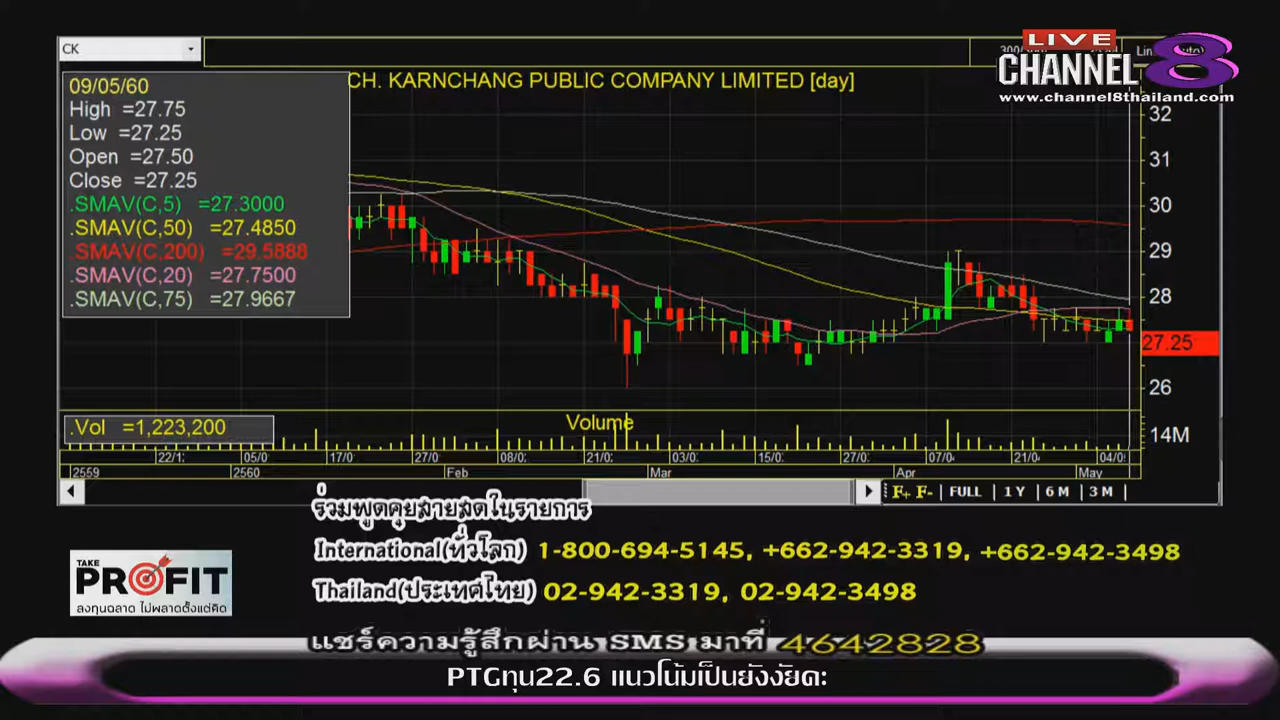 LIVE
CHANNEL 8
www.channel8thailand.com
CK
CH. KARNCHANG PUBLIC COMPANY LIMITED [day]
09/05/60
High =27.75
Low =27.25
Open =27.50
Close =27.25
.SMAV(C,5) =27.3000
.SMAV(C,50) =27.4850
.SMAV(C,200) =29.5888
.SMAV(C,20) =27.7500
.SMAV(C,75) =27.9667
32
31
30
29
28
27.25
26
.Vol =1,223,200
Volume
14M
22/1: 05/0 17/0 27/0 08/0 21/0 03/0 15/0 27/0 07/0 21/0 04/0
2559 2560 Feb Mar Apr May
F+ F- FULL 1 Y 6 M 3 M
0
ร่วมพูดคุยสายสดในรายการ
International(ทั่วโลก) 1-800-694-5145, +662-942-3319, +662-942-3498
Thailand(ประเทศไทย) 02-942-3319, 02-942-3498
TAKE
PROFIT
ลงทุนฉลาด ไม่พลาดตั้งแต่คิด
แชร์ความรู้สึกผ่าน SMS มาที่ 4642828
PTGทุน22.6 แนวโน้มเป็นยังงัยคะ